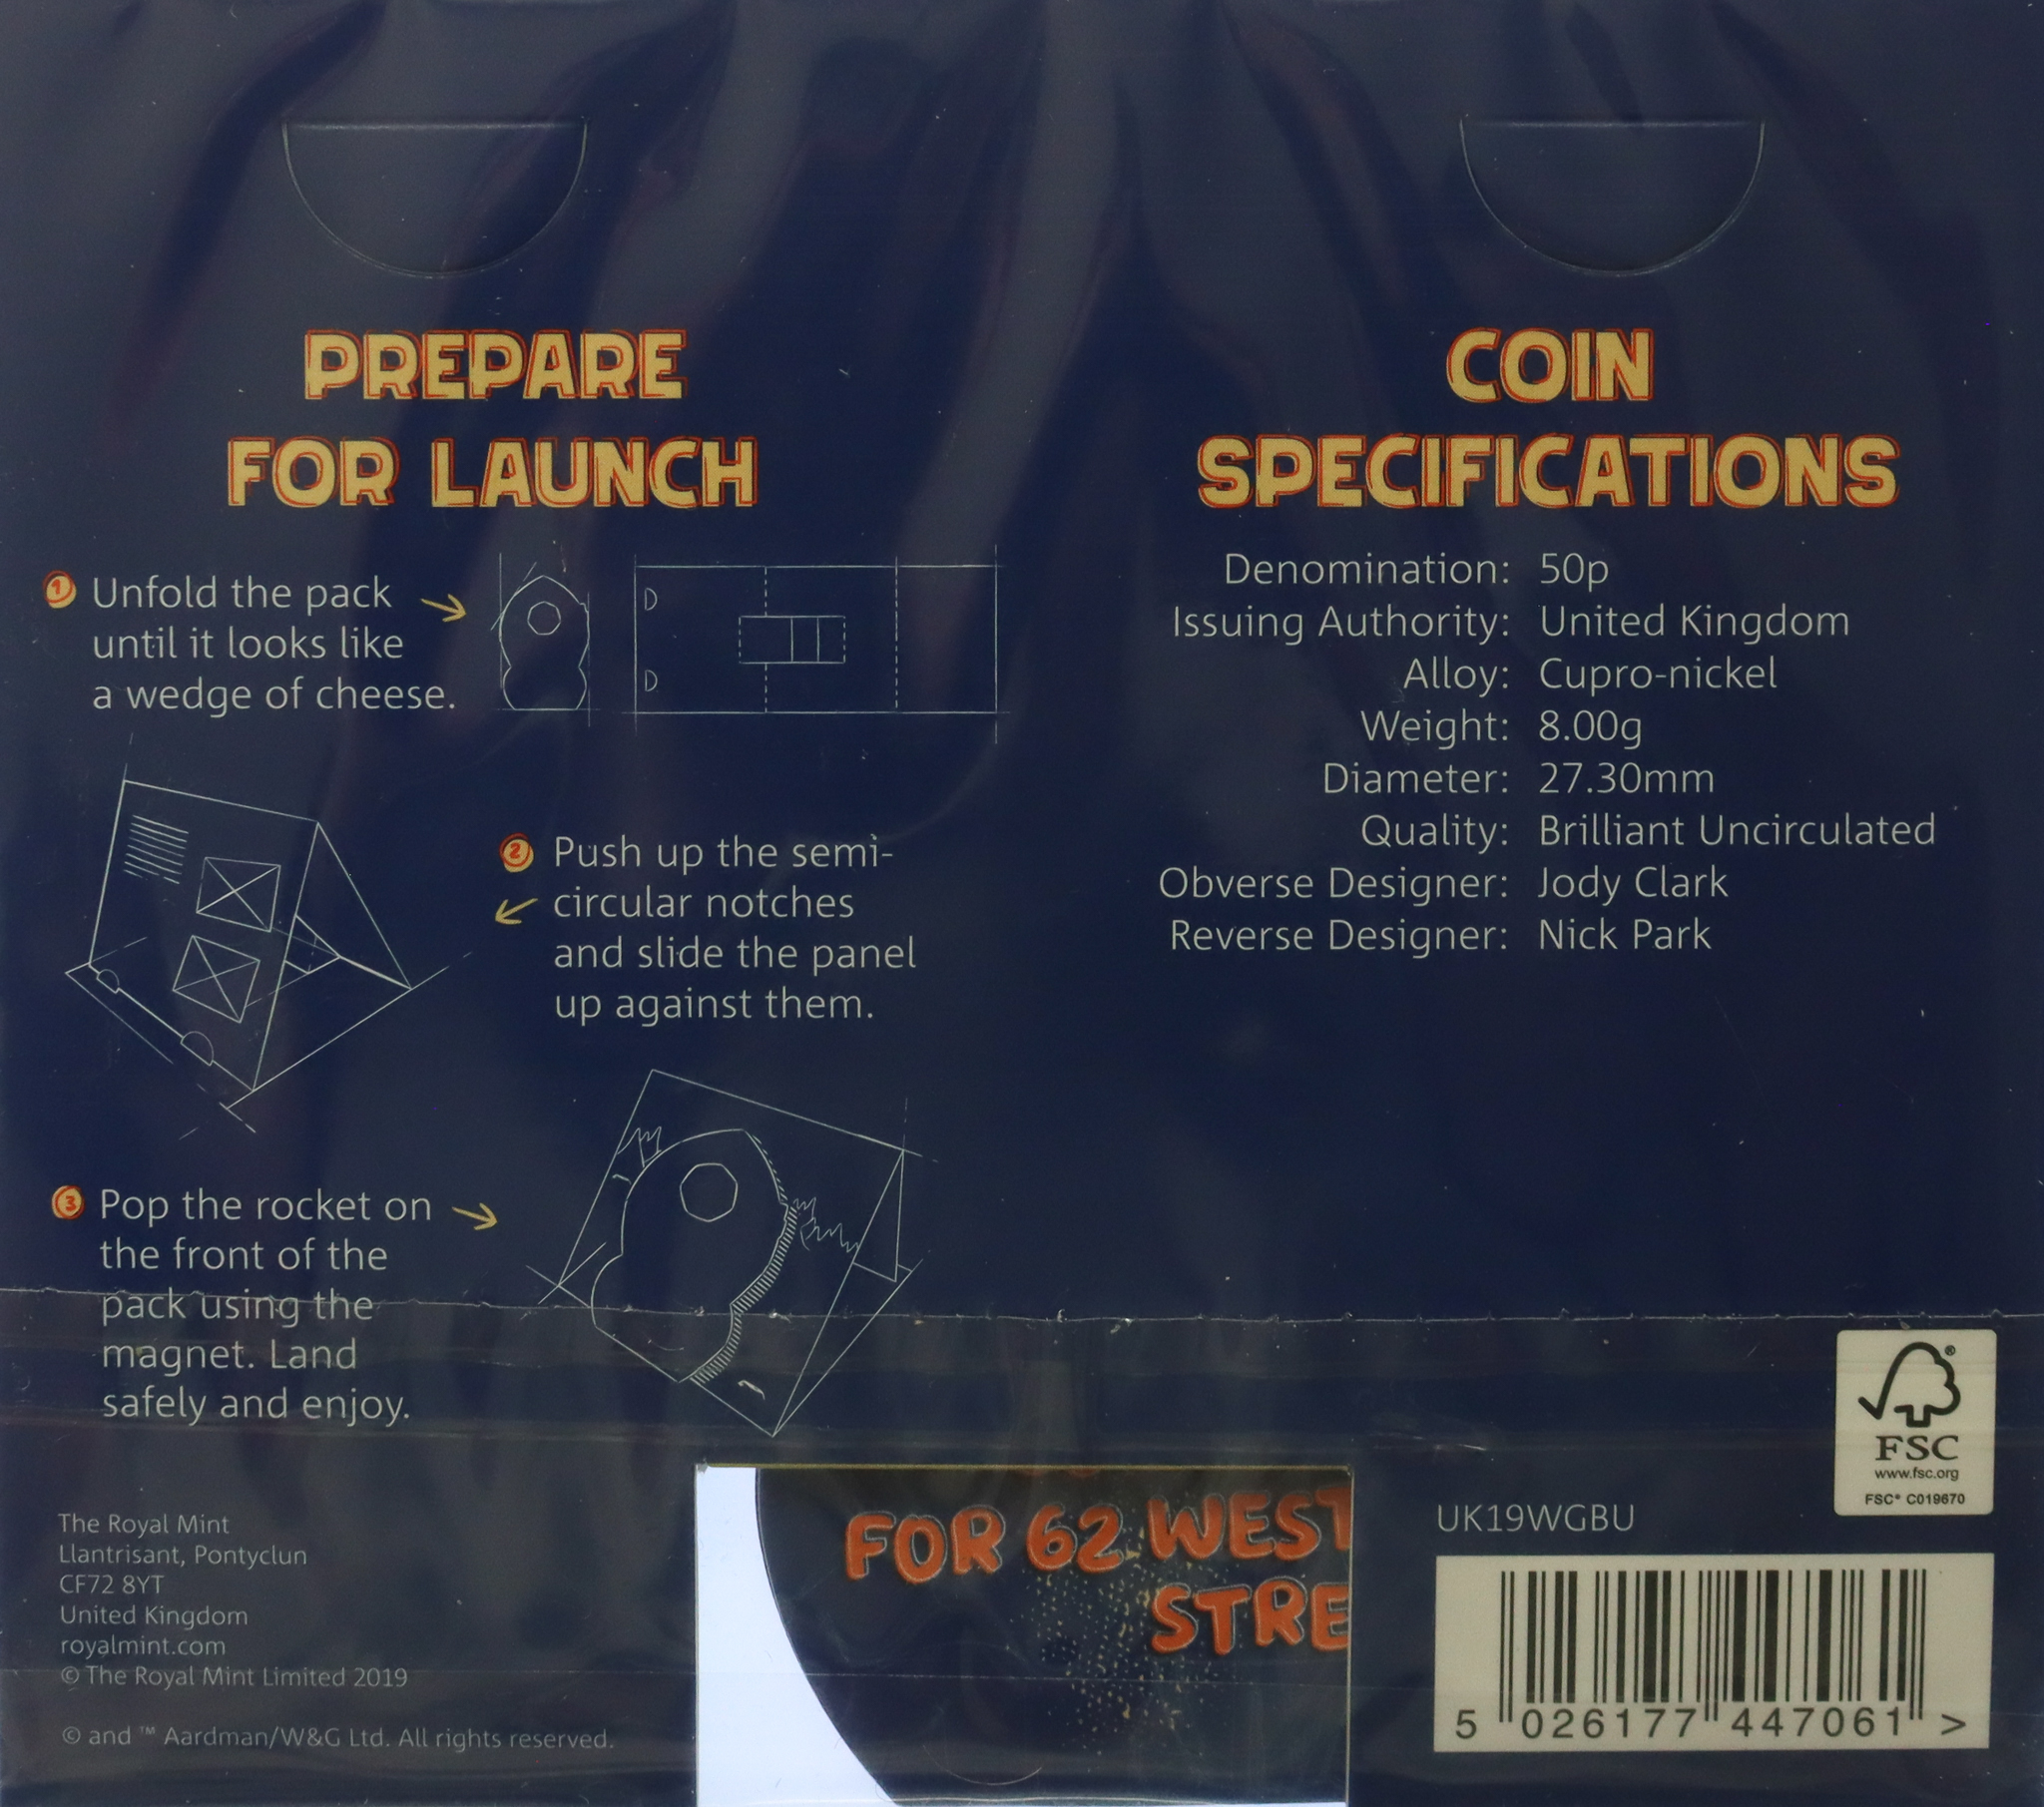 PREPARE
FOR LAUNCH
1 Unfold the pack
until it looks like
a wedge of cheese.
2 Push up the semi-
circular notches
and slide the panel
up against them.
3 Pop the rocket on
the front of the
pack using the
magnet. Land
safely and enjoy.
The Royal Mint
Llantrisant, Pontyclun
CF72 8YT
United Kingdom
royalmint.com
© The Royal Mint Limited 2019
© and ™ Aardman/W&G Ltd. All rights reserved.
FOR 62 WEST
STRE
COIN
SPECIFICATIONS
Denomination: 50p
Issuing Authority: United Kingdom
Alloy: Cupro-nickel
Weight: 8.00g
Diameter: 27.30mm
Quality: Brilliant Uncirculated
Obverse Designer: Jody Clark
Reverse Designer: Nick Park
FSC
www.fsc.org
FSC® C019670
UK19WGBU
5 026177 447061 >